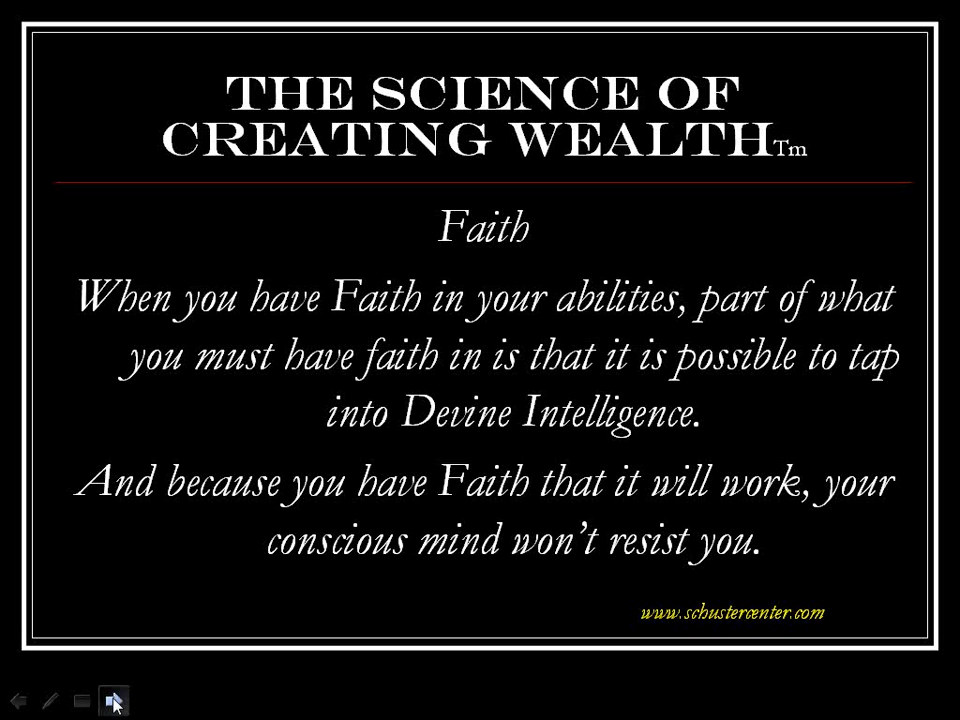 THE SCIENCE OF
CREATING WEALTHTm
Faith
When you have Faith in your abilities, part of what
you must have faith in is that it is possible to tap
into Devine Intelligence.
And because you have Faith that it will work, your
conscious mind won’t resist you.
www.schustercenter.com